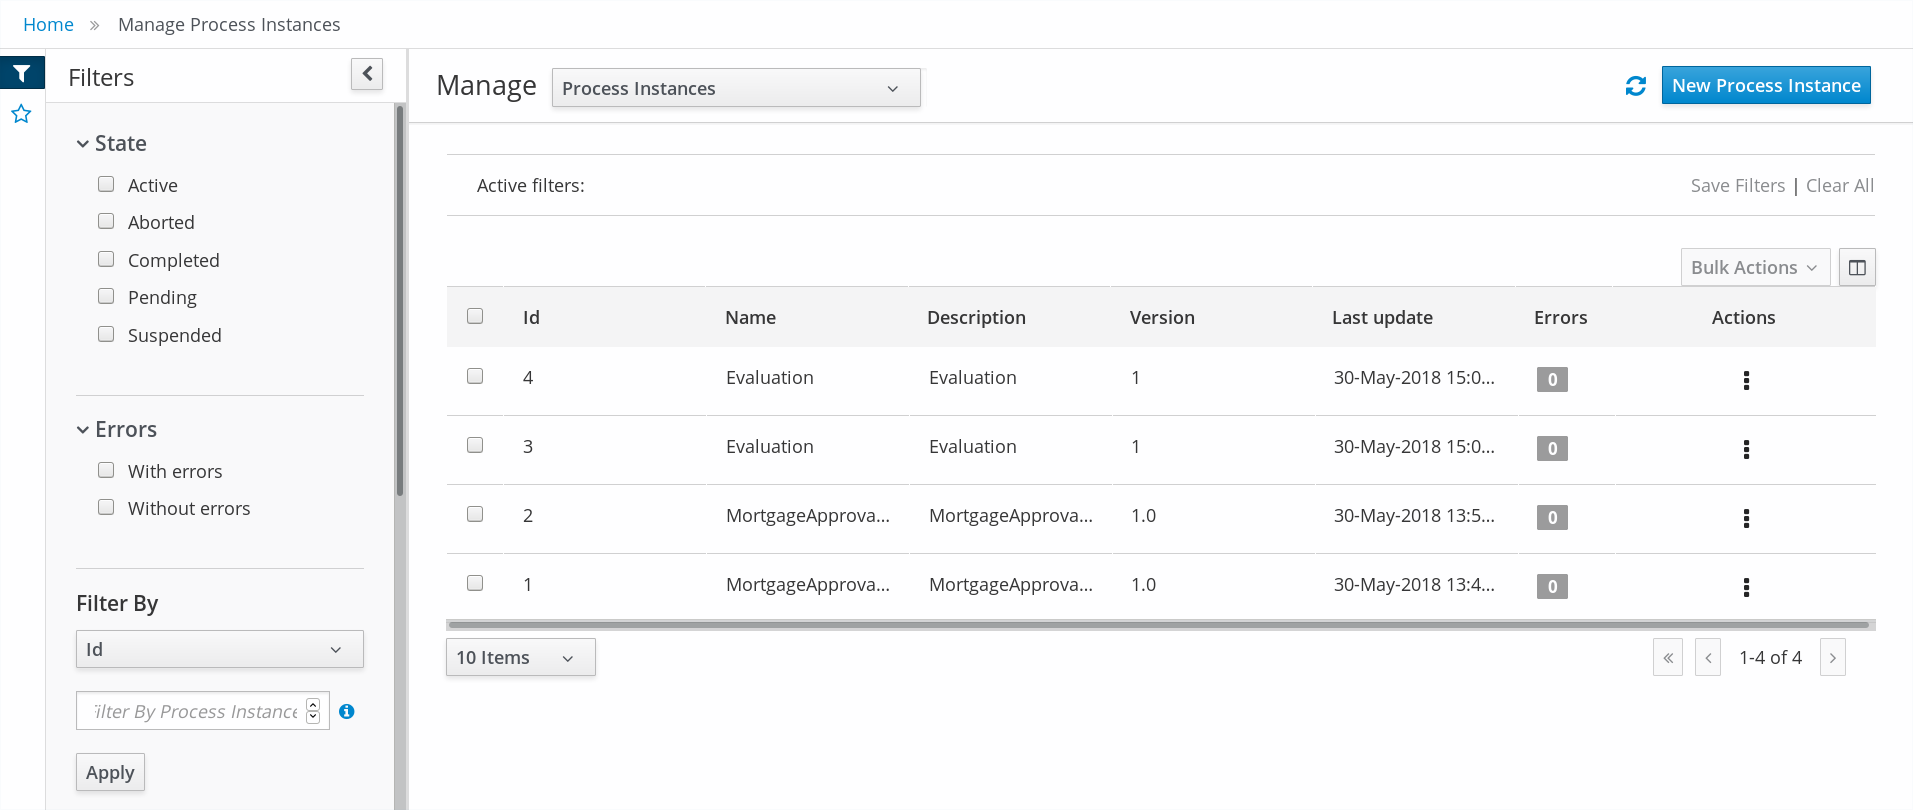 Home » Manage Process Instances
Filters
State
Active
Aborted
Completed
Pending
Suspended
Errors
With errors
Without errors
Filter By
Id
ilter By Process Instance
Apply
Manage Process Instances
New Process Instance
Active filters:
Save Filters | Clear All
Bulk Actions
Id Name Description Version Last update Errors Actions
4 Evaluation Evaluation 1 30-May-2018 15:0... 0
3 Evaluation Evaluation 1 30-May-2018 15:0... 0
2 MortgageApprova... MortgageApprova... 1.0 30-May-2018 13:5... 0
1 MortgageApprova... MortgageApprova... 1.0 30-May-2018 13:4... 0
10 Items
« ‹ 1-4 of 4 ›